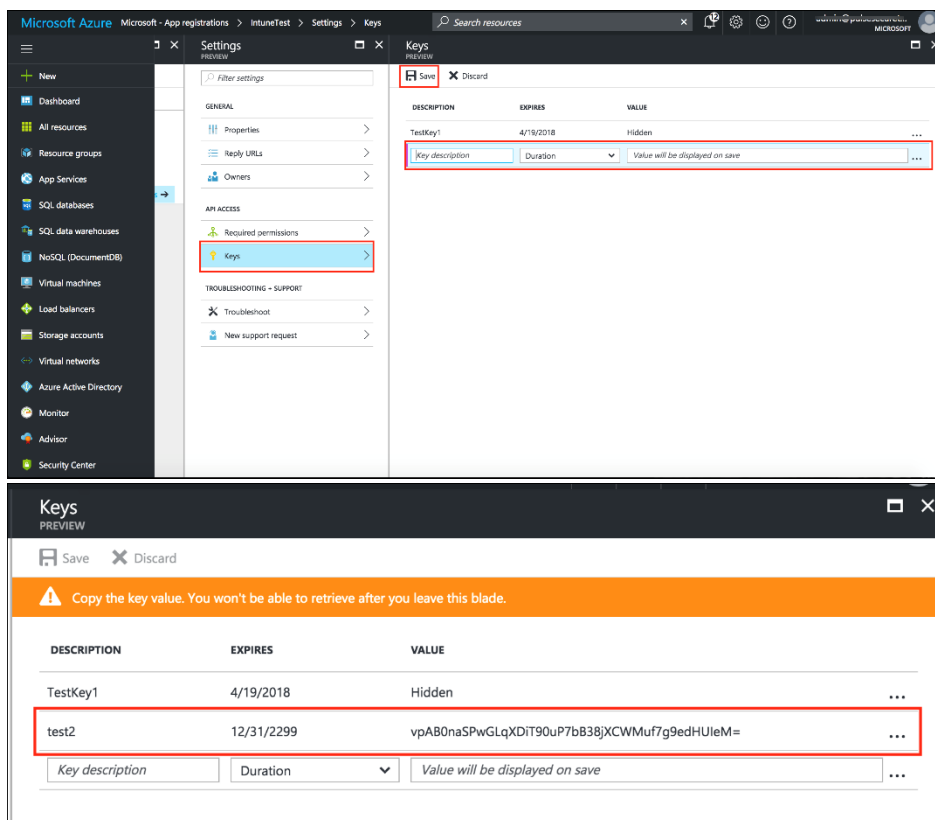 Microsoft Azure Microsoft - App registrations > IntuneTest > Settings > Keys
Search resources
MICROSOFT
Settings
PREVIEW
Keys
PREVIEW
New
Filter settings
Save Discard
Dashboard
GENERAL
DESCRIPTION EXPIRES VALUE
All resources
Properties
TestKey1 4/19/2018 Hidden ...
Resource groups
Reply URLs
Key description Duration Value will be displayed on save ...
App Services
Owners
SQL databases
API ACCESS
SQL data warehouses
Required permissions
NoSQL (DocumentDB)
Keys
Virtual machines
TROUBLESHOOTING + SUPPORT
Load balancers
Troubleshoot
Storage accounts
New support request
Virtual networks
Azure Active Directory
Monitor
Advisor
Security Center
Keys
PREVIEW
Save Discard
Copy the key value. You won't be able to retrieve after you leave this blade.
DESCRIPTION EXPIRES VALUE
TestKey1 4/19/2018 Hidden ...
test2 12/31/2299 vpAB0naSPwGLqXDiT90uP7bB38jXCWMuf7g9edHUIeM= ...
Key description Duration Value will be displayed on save ...